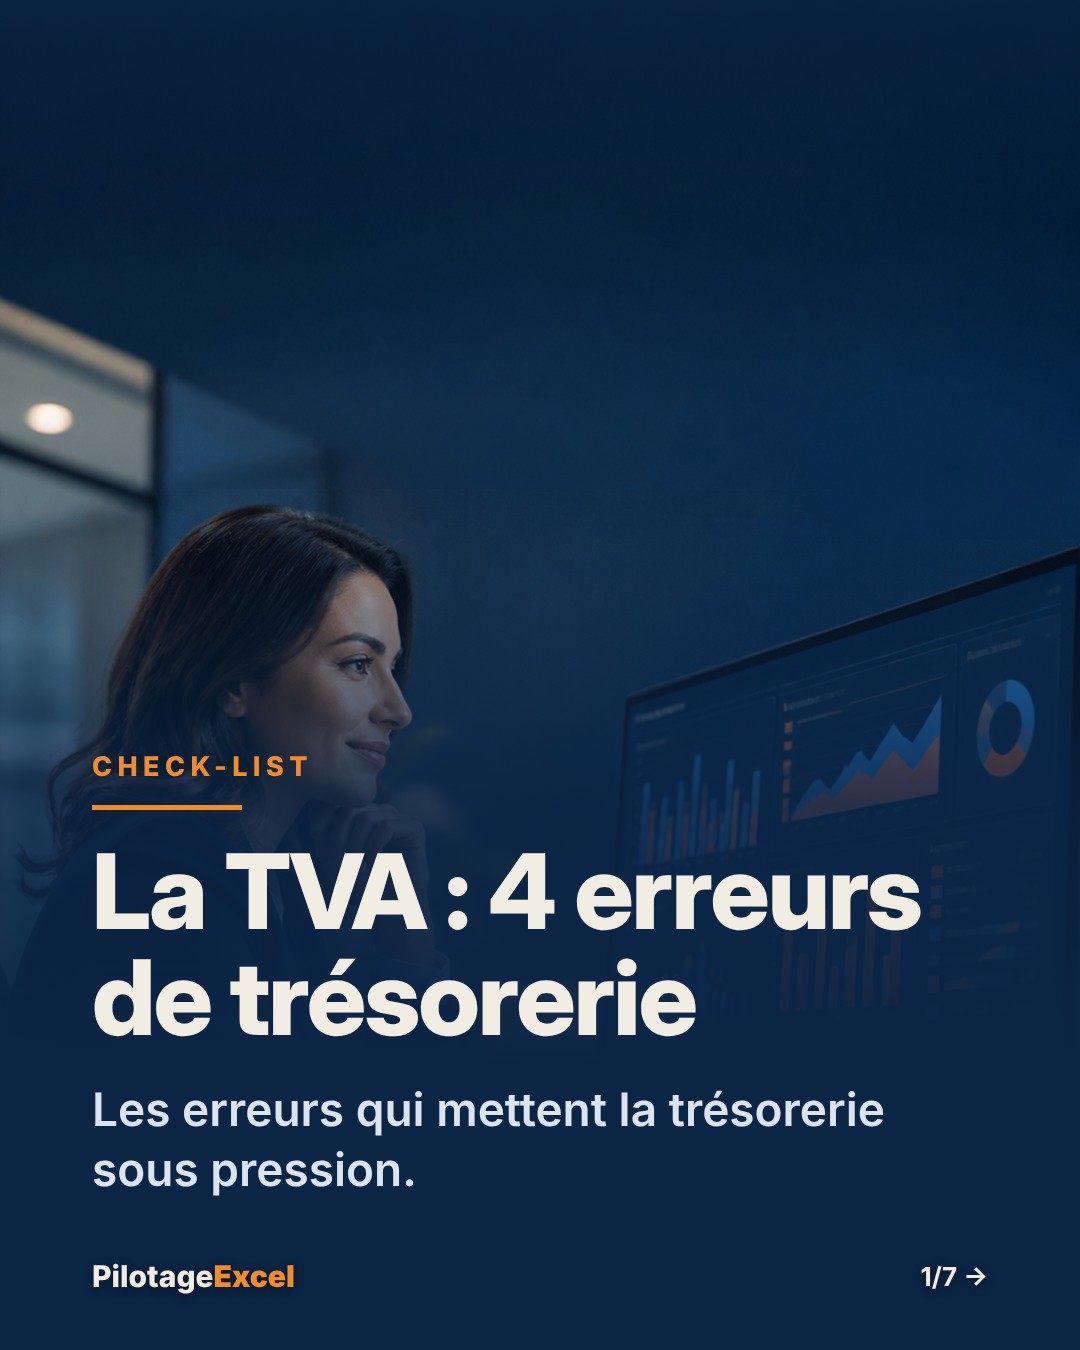 CHECK-LIST
La TVA : 4 erreurs
de trésorerie
Les erreurs qui mettent la trésorerie
sous pression.
PilotageExcel
1/7 →